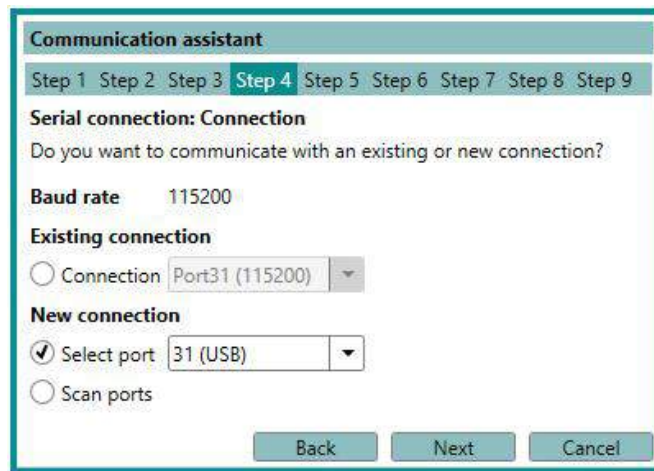 Communication assistant
Step 1 Step 2 Step 3 Step 4 Step 5 Step 6 Step 7 Step 8 Step 9
Serial connection: Connection
Do you want to communicate with an existing or new connection?
Baud rate 115200
Existing connection
Connection Port31 (115200)
New connection
Select port 31 (USB)
Scan ports
Back Next Cancel